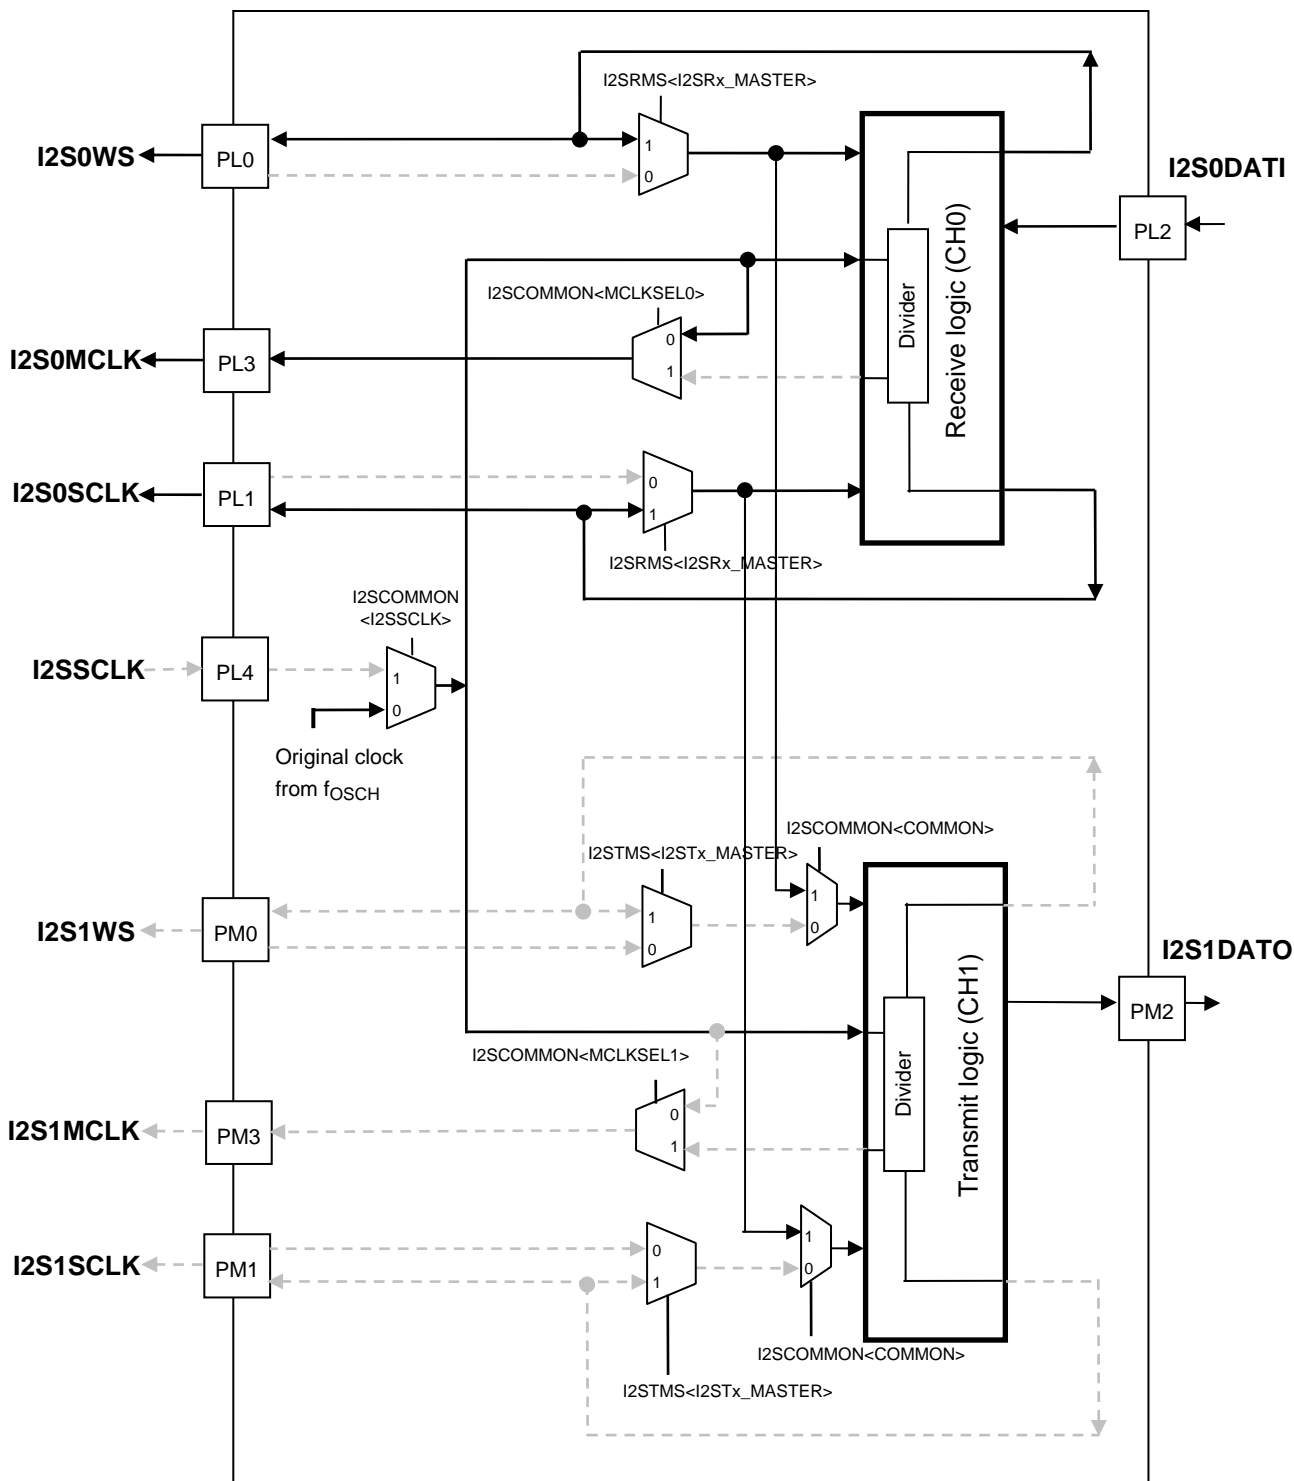 I2SRMS<I2SRx_MASTER>
I2S0WS
PL0
1
0
I2S0DATI
PL2
Receive logic (CH0)
Divider
I2SCOMMON<MCLKSEL0>
0
1
I2S0MCLK
PL3
I2S0SCLK
PL1
0
1
I2SRMS<I2SRx_MASTER>
I2SCOMMON
<I2SSCLK>
I2SSCLK
PL4
1
0
Original clock
from fOSCH
I2SCOMMON<COMMON>
I2STMS<I2STx_MASTER>
1
0
1
0
I2S1WS
PM0
I2S1DATO
PM2
Transmit logic (CH1)
Divider
I2SCOMMON<MCLKSEL1>
0
1
I2S1MCLK
PM3
I2S1SCLK
PM1
0
1
1
0
I2SCOMMON<COMMON>
I2STMS<I2STx_MASTER>